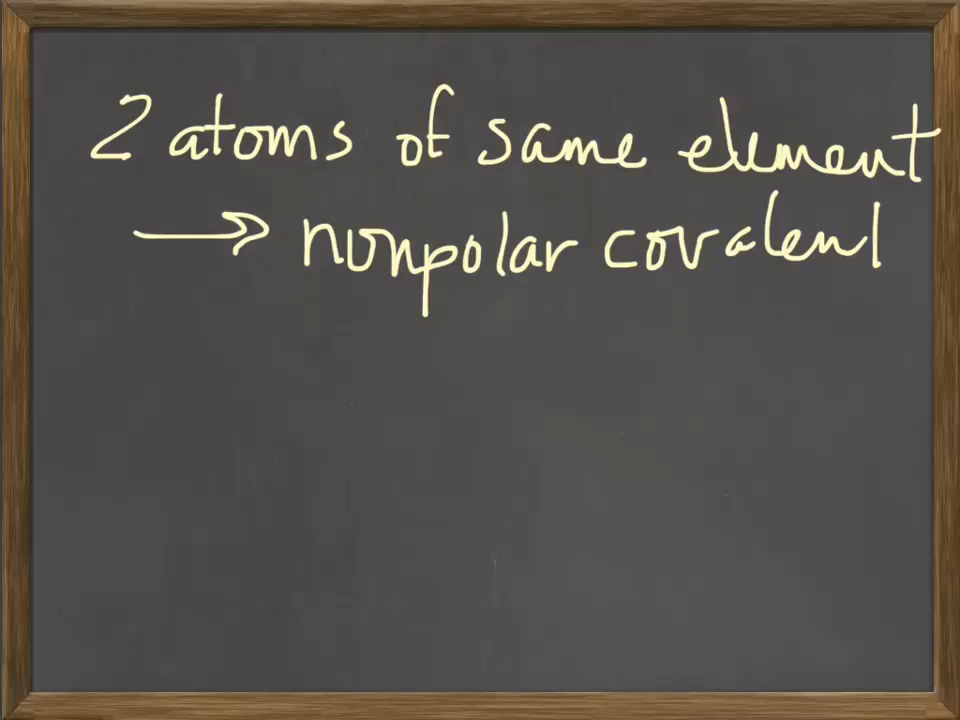 2 atoms of same element
→ nonpolar covalent